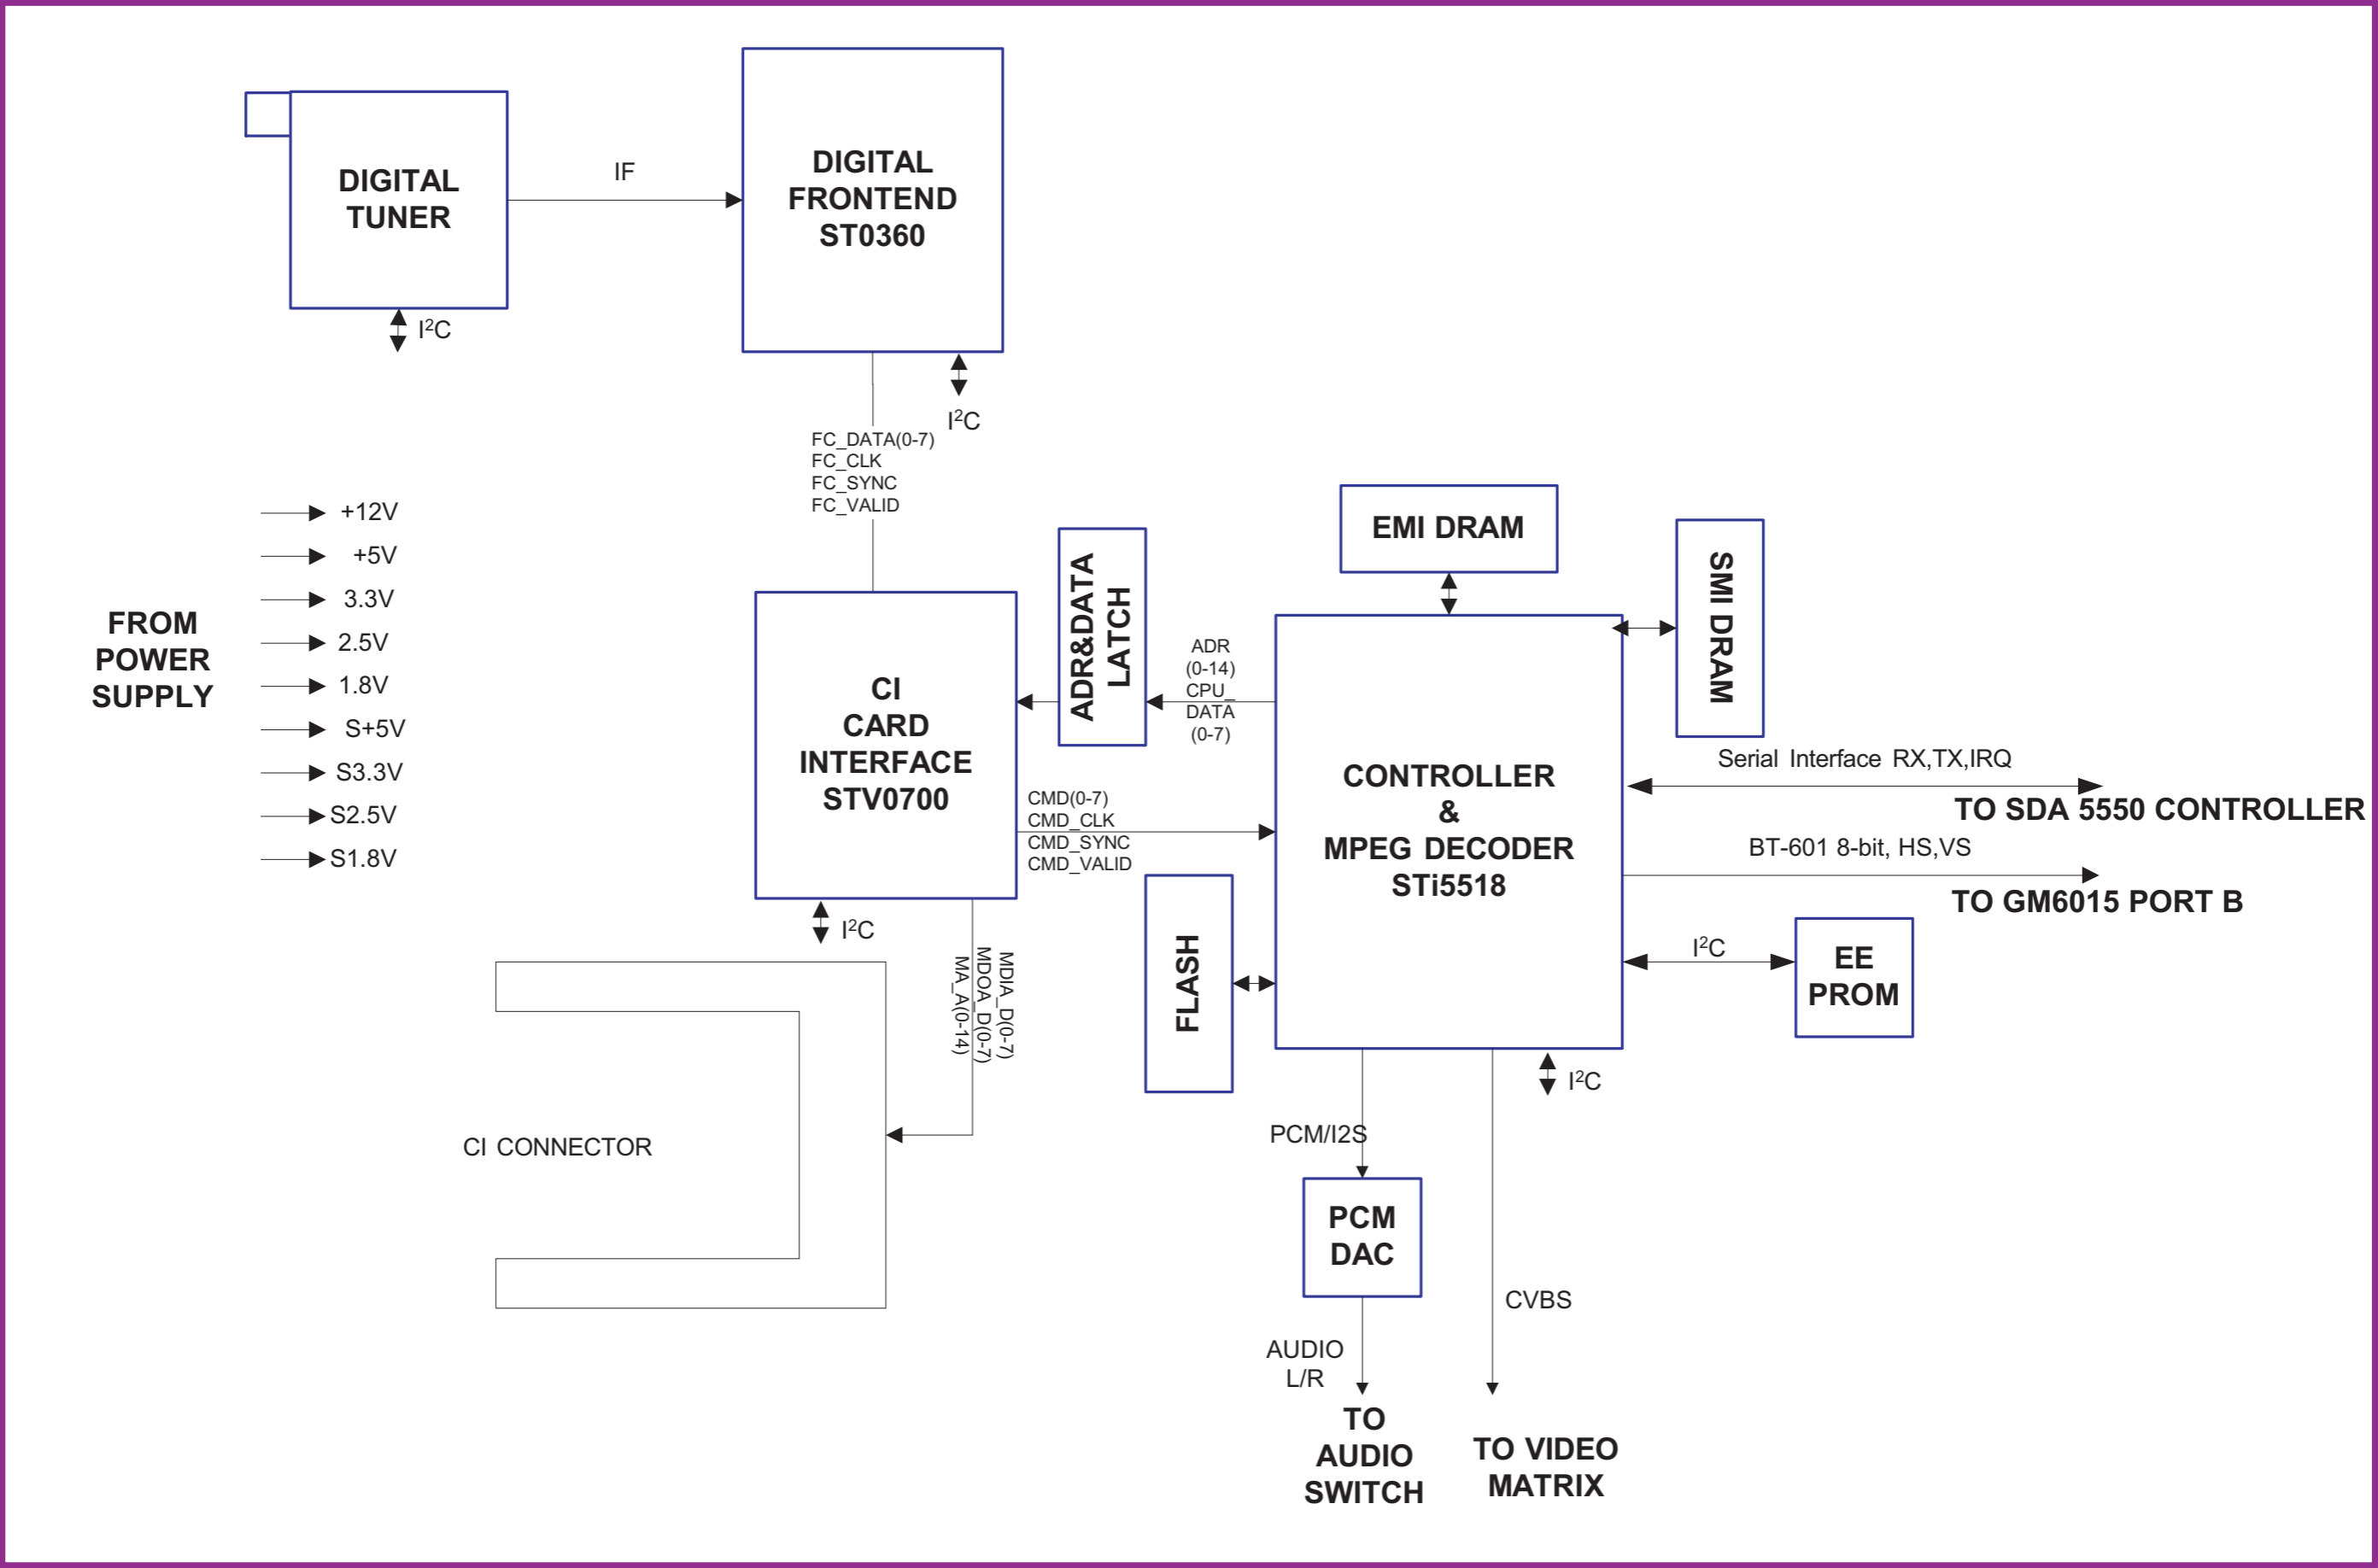 DIGITAL
TUNER
IF
DIGITAL
FRONTEND
ST0360
I²C
I²C
FC_DATA(0-7)
FC_CLK
FC_SYNC
FC_VALID
FROM
POWER
SUPPLY
+12V
+5V
3.3V
2.5V
1.8V
S+5V
S3.3V
S2.5V
S1.8V
CI
CARD
INTERFACE
STV0700
ADR&DATA
LATCH
ADR
(0-14)
CPU_
DATA
(0-7)
EMI DRAM
SMI DRAM
CMD(0-7)
CMD_CLK
CMD_SYNC
CMD_VALID
CONTROLLER
&
MPEG DECODER
STi5518
Serial Interface RX,TX,IRQ
TO SDA 5550 CONTROLLER
BT-601 8-bit, HS,VS
TO GM6015 PORT B
I²C
EE
PROM
FLASH
I²C
MDIA_D(0-7)
MDOA_D(0-7)
MA_A(0-14)
CI CONNECTOR
I²C
PCM/I2S
PCM
DAC
CVBS
AUDIO
L/R
TO
AUDIO
SWITCH
TO VIDEO
MATRIX